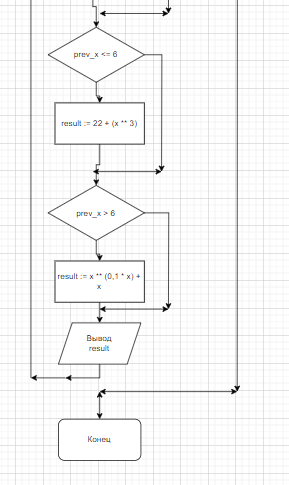 prev_x <= 6
result := 22 + (x ** 3)
prev_x > 6
result := x ** (0,1 * x) +
x
Вывод
result
Конец